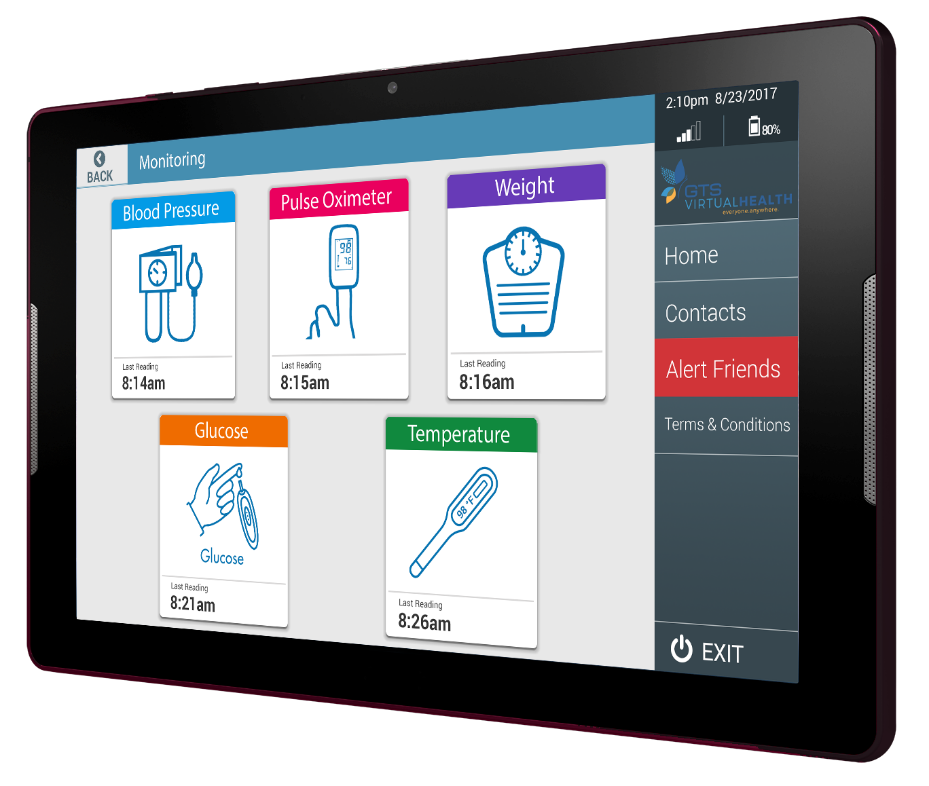 2:10pm 8/23/2017
80%
BACK
Monitoring
GTS
VIRTUALHEALTH
everyone.anywhere
Blood Pressure
Last Reading
8:14am
Pulse Oximeter
98
76
Last Reading
8:15am
Weight
Last Reading
8:16am
Glucose
Glucose
Last Reading
8:21am
Temperature
98 °F
Last Reading
8:26am
Home
Contacts
Alert Friends
Terms & Conditions
EXIT